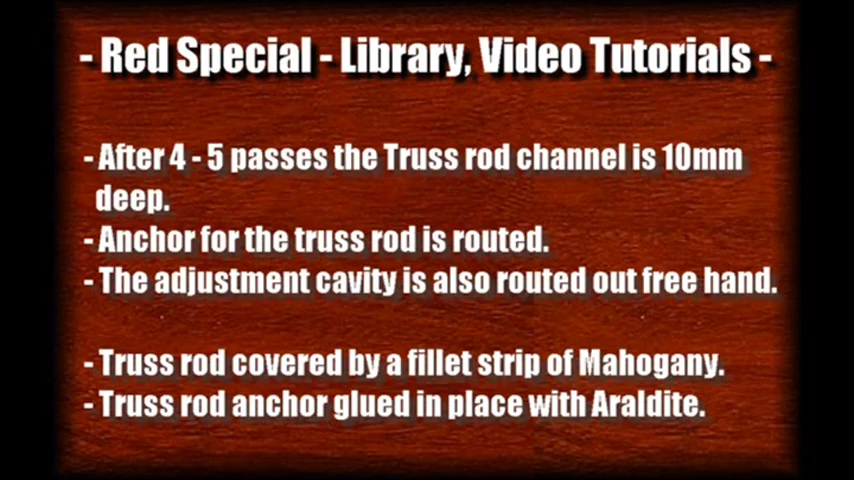 - Red Special - Library, Video Tutorials -
- After 4 - 5 passes the Truss rod channel is 10mm
deep.
- Anchor for the truss rod is routed.
- The adjustment cavity is also routed out free hand.
- Truss rod covered by a fillet strip of Mahogany.
- Truss rod anchor glued in place with Araldite.